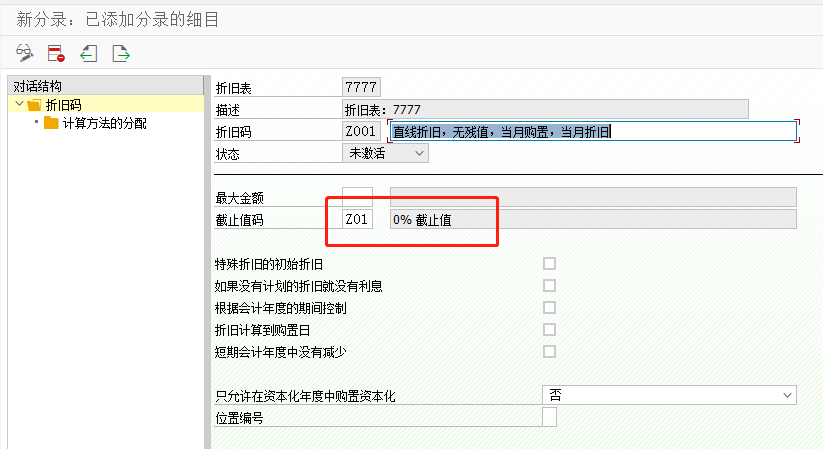 新分录：已添加分录的细目
对话结构
折旧码
计算方法的分配
折旧表 7777
描述 折旧表：7777
折旧码 Z001 直线折旧，无残值，当月购置，当月折旧
状态 未激活
最大金额
截止值码 Z01 0% 截止值
特殊折旧的初始折旧
如果没有计划的折旧就没有利息
根据会计年度的期间控制
折旧计算到购置日
短期会计年度中没有减少
只允许在资本化年度中购置资本化 否
位置编号